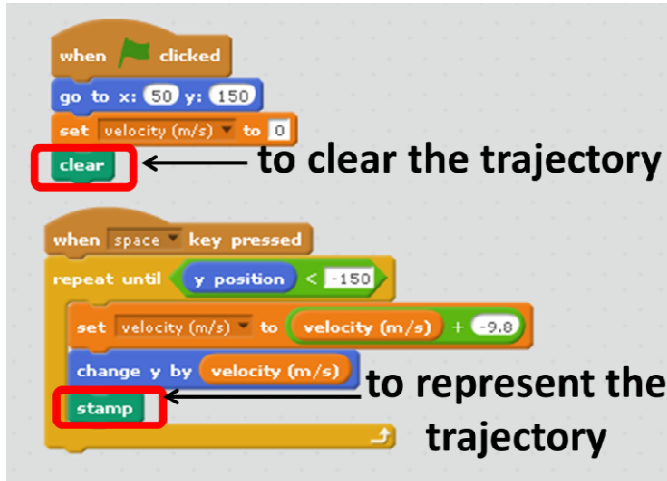 when clicked
go to x: 50 y: 150
set velocity (m/s) to 0
clear
to clear the trajectory
when space key pressed
repeat until y position < -150
set velocity (m/s) to velocity (m/s) + -9.8
change y by velocity (m/s)
stamp
to represent the
trajectory